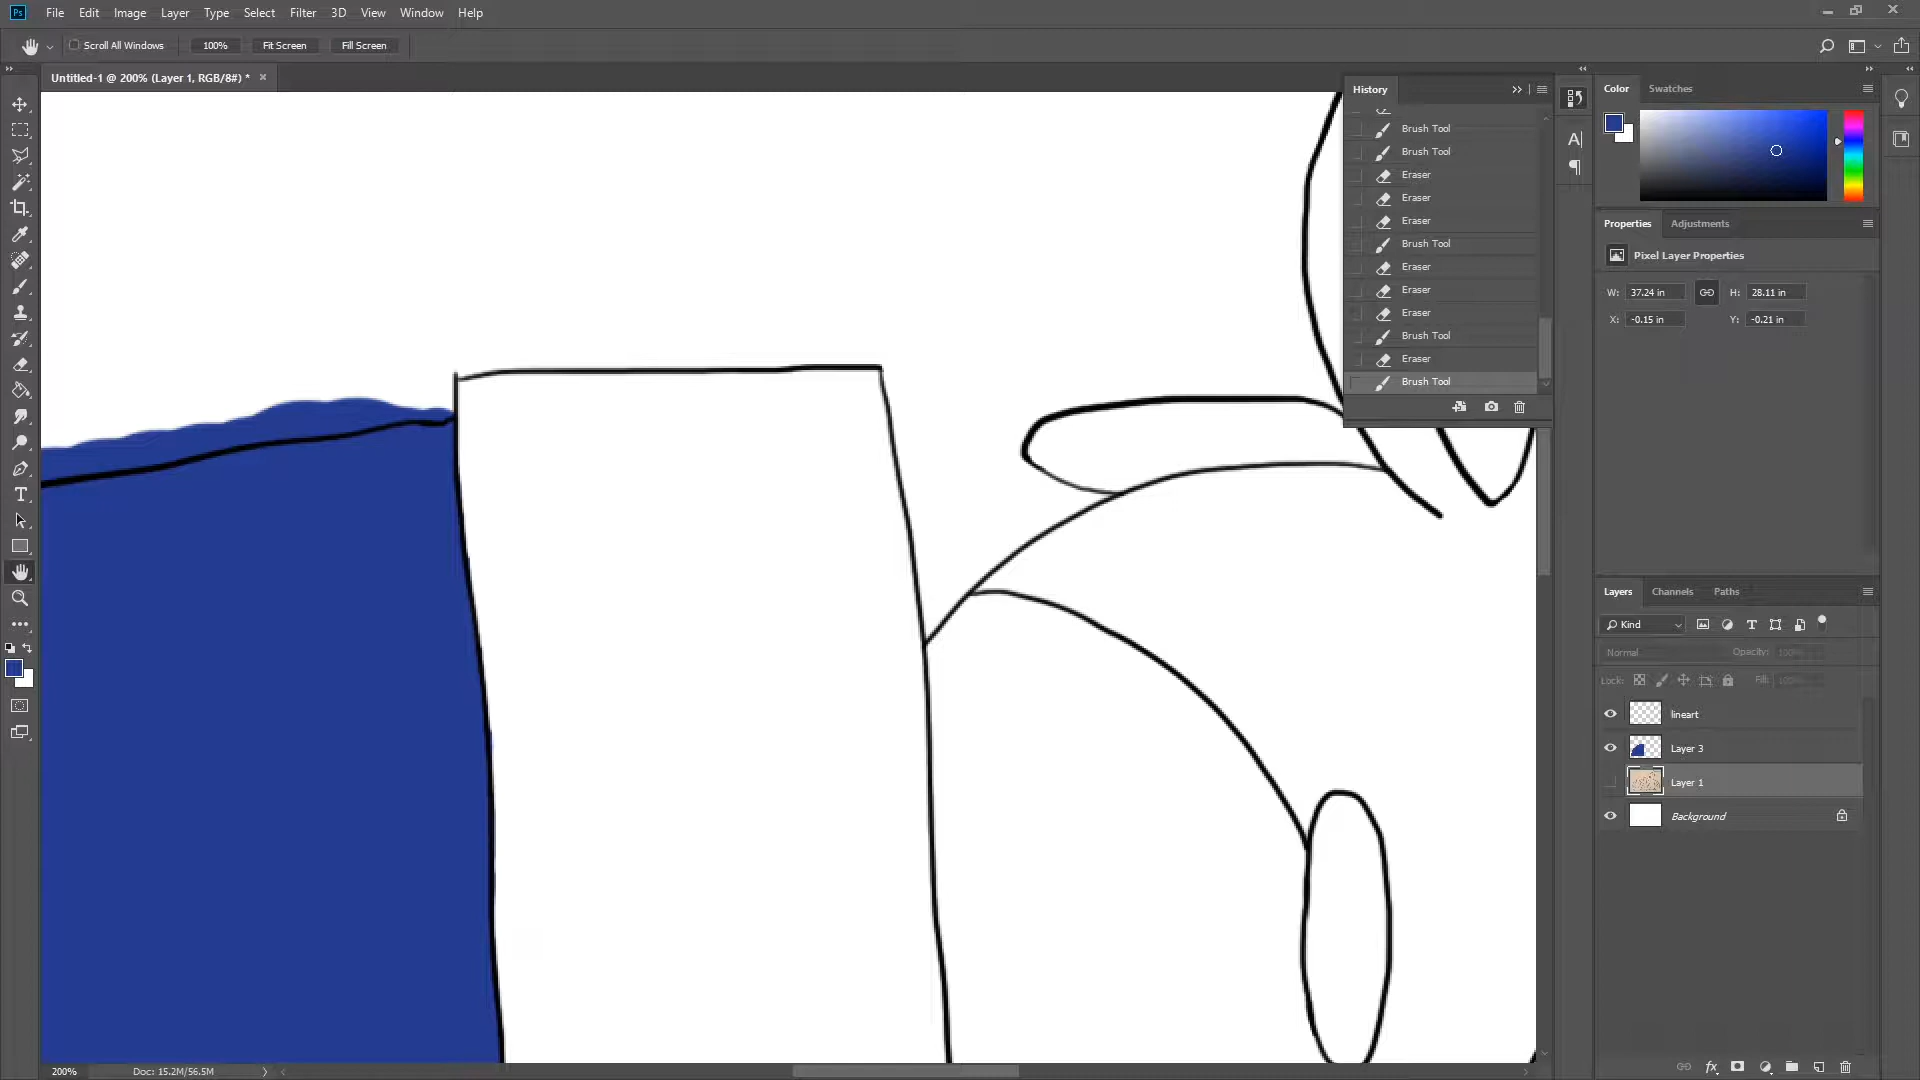 Ps File Edit Image Layer Type Select Filter 3D View Window Help
Scroll All Windows 100% Fit Screen Fill Screen
Untitled-1 @ 200% (Layer 1, RGB/8#) * ×
History
Brush Tool
Brush Tool
Eraser
Eraser
Eraser
Brush Tool
Eraser
Eraser
Eraser
Brush Tool
Eraser
Brush Tool
Color Swatches
Properties Adjustments
Pixel Layer Properties
W: 37.24 in H: 28.11 in
X: -0.15 in Y: -0.21 in
Layers Channels Paths
Kind
Normal Opacity: 100%
Lock: Fill: 100%
lineart
Layer 3
Layer 1
Background
200% Doc: 15.2M/56.5M